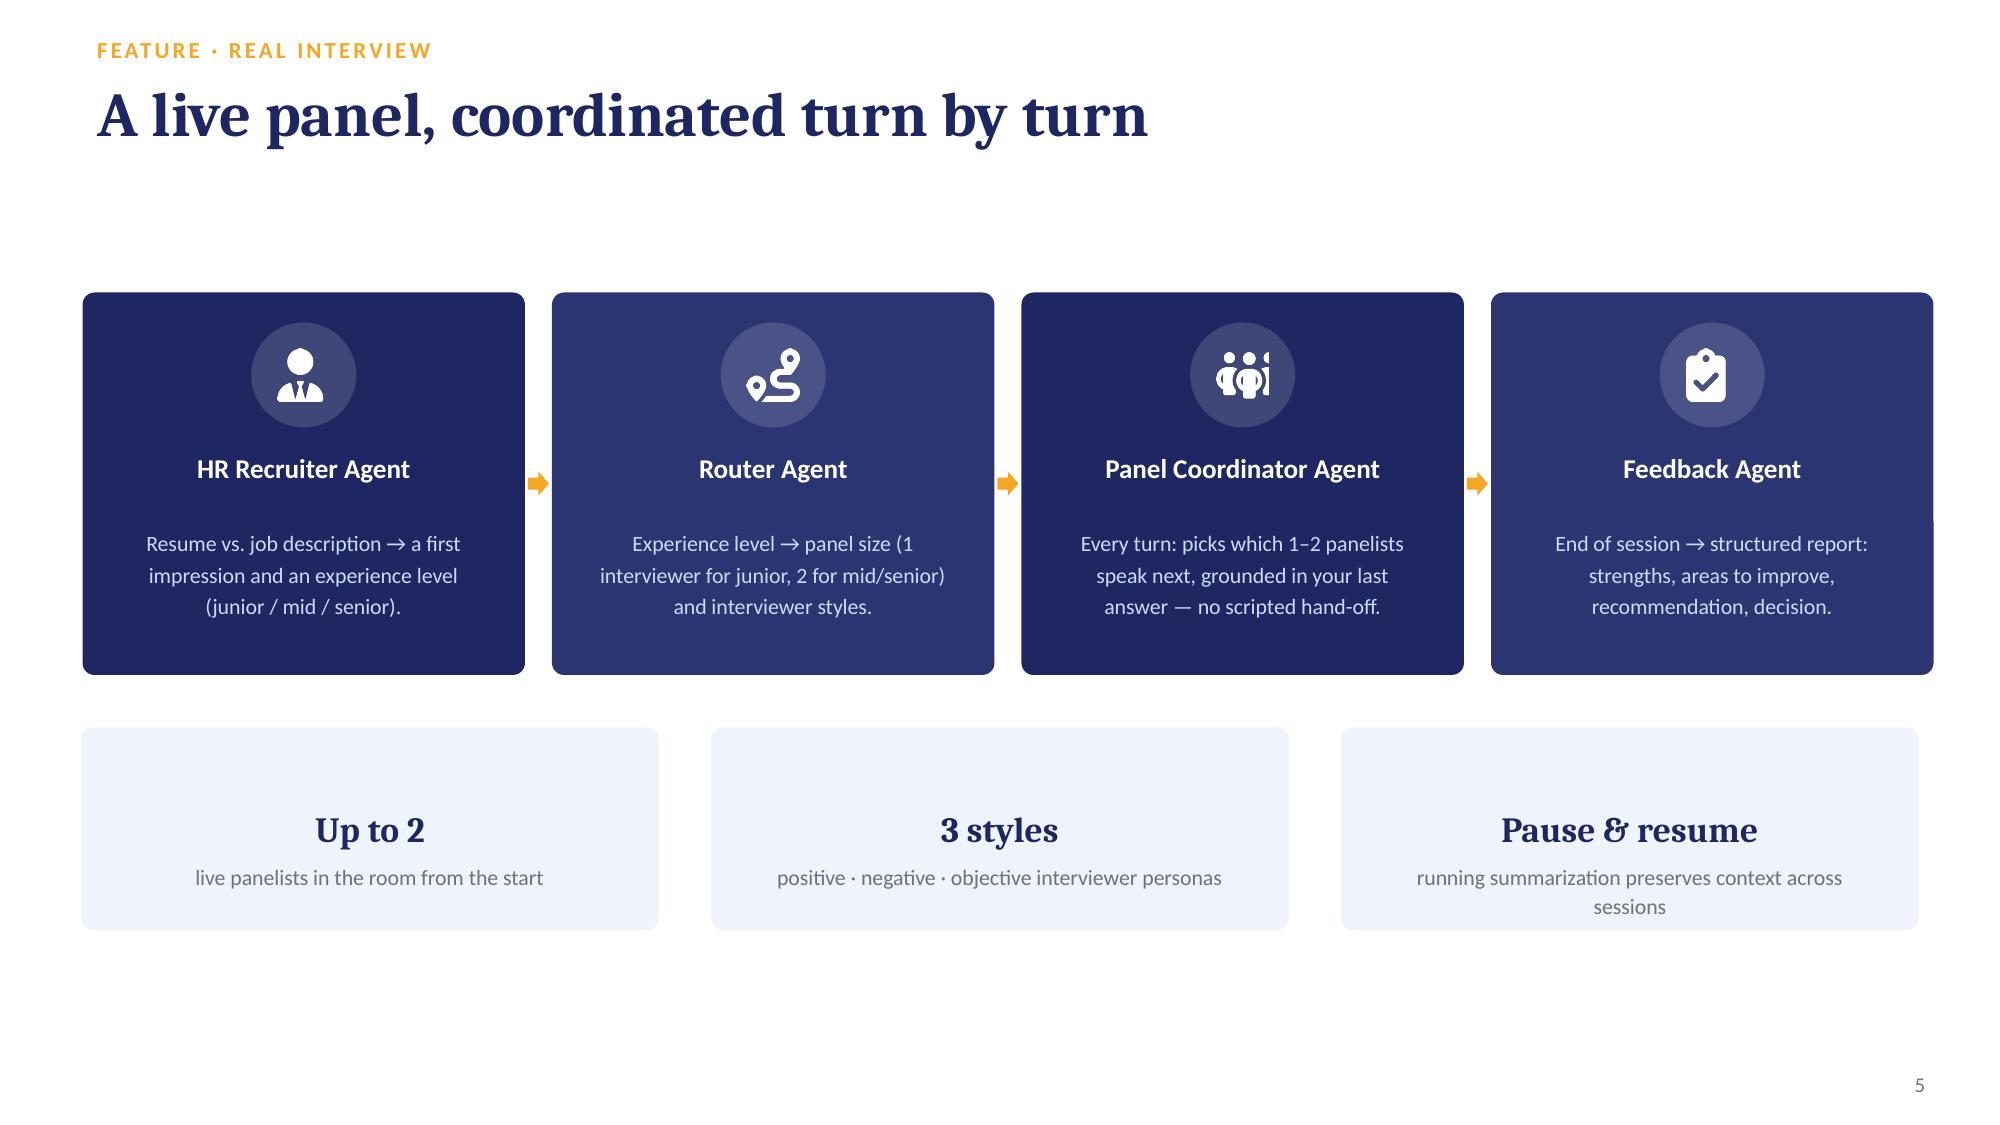 FEATURE · REAL INTERVIEW
A live panel, coordinated turn by turn
HR Recruiter Agent
Resume vs. job description → a first
impression and an experience level
(junior / mid / senior).
Router Agent
Experience level → panel size (1
interviewer for junior, 2 for mid/senior)
and interviewer styles.
Panel Coordinator Agent
Every turn: picks which 1–2 panelists
speak next, grounded in your last
answer — no scripted hand-off.
Feedback Agent
End of session → structured report:
strengths, areas to improve,
recommendation, decision.
Up to 2
live panelists in the room from the start
3 styles
positive · negative · objective interviewer personas
Pause & resume
running summarization preserves context across
sessions
5